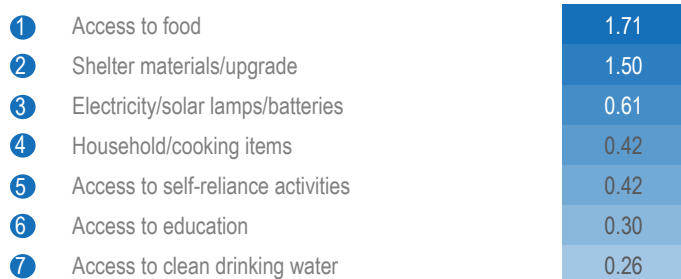 1 Access to food 1.71
2 Shelter materials/upgrade 1.50
3 Electricity/solar lamps/batteries 0.61
4 Household/cooking items 0.42
5 Access to self-reliance activities 0.42
6 Access to education 0.30
7 Access to clean drinking water 0.26